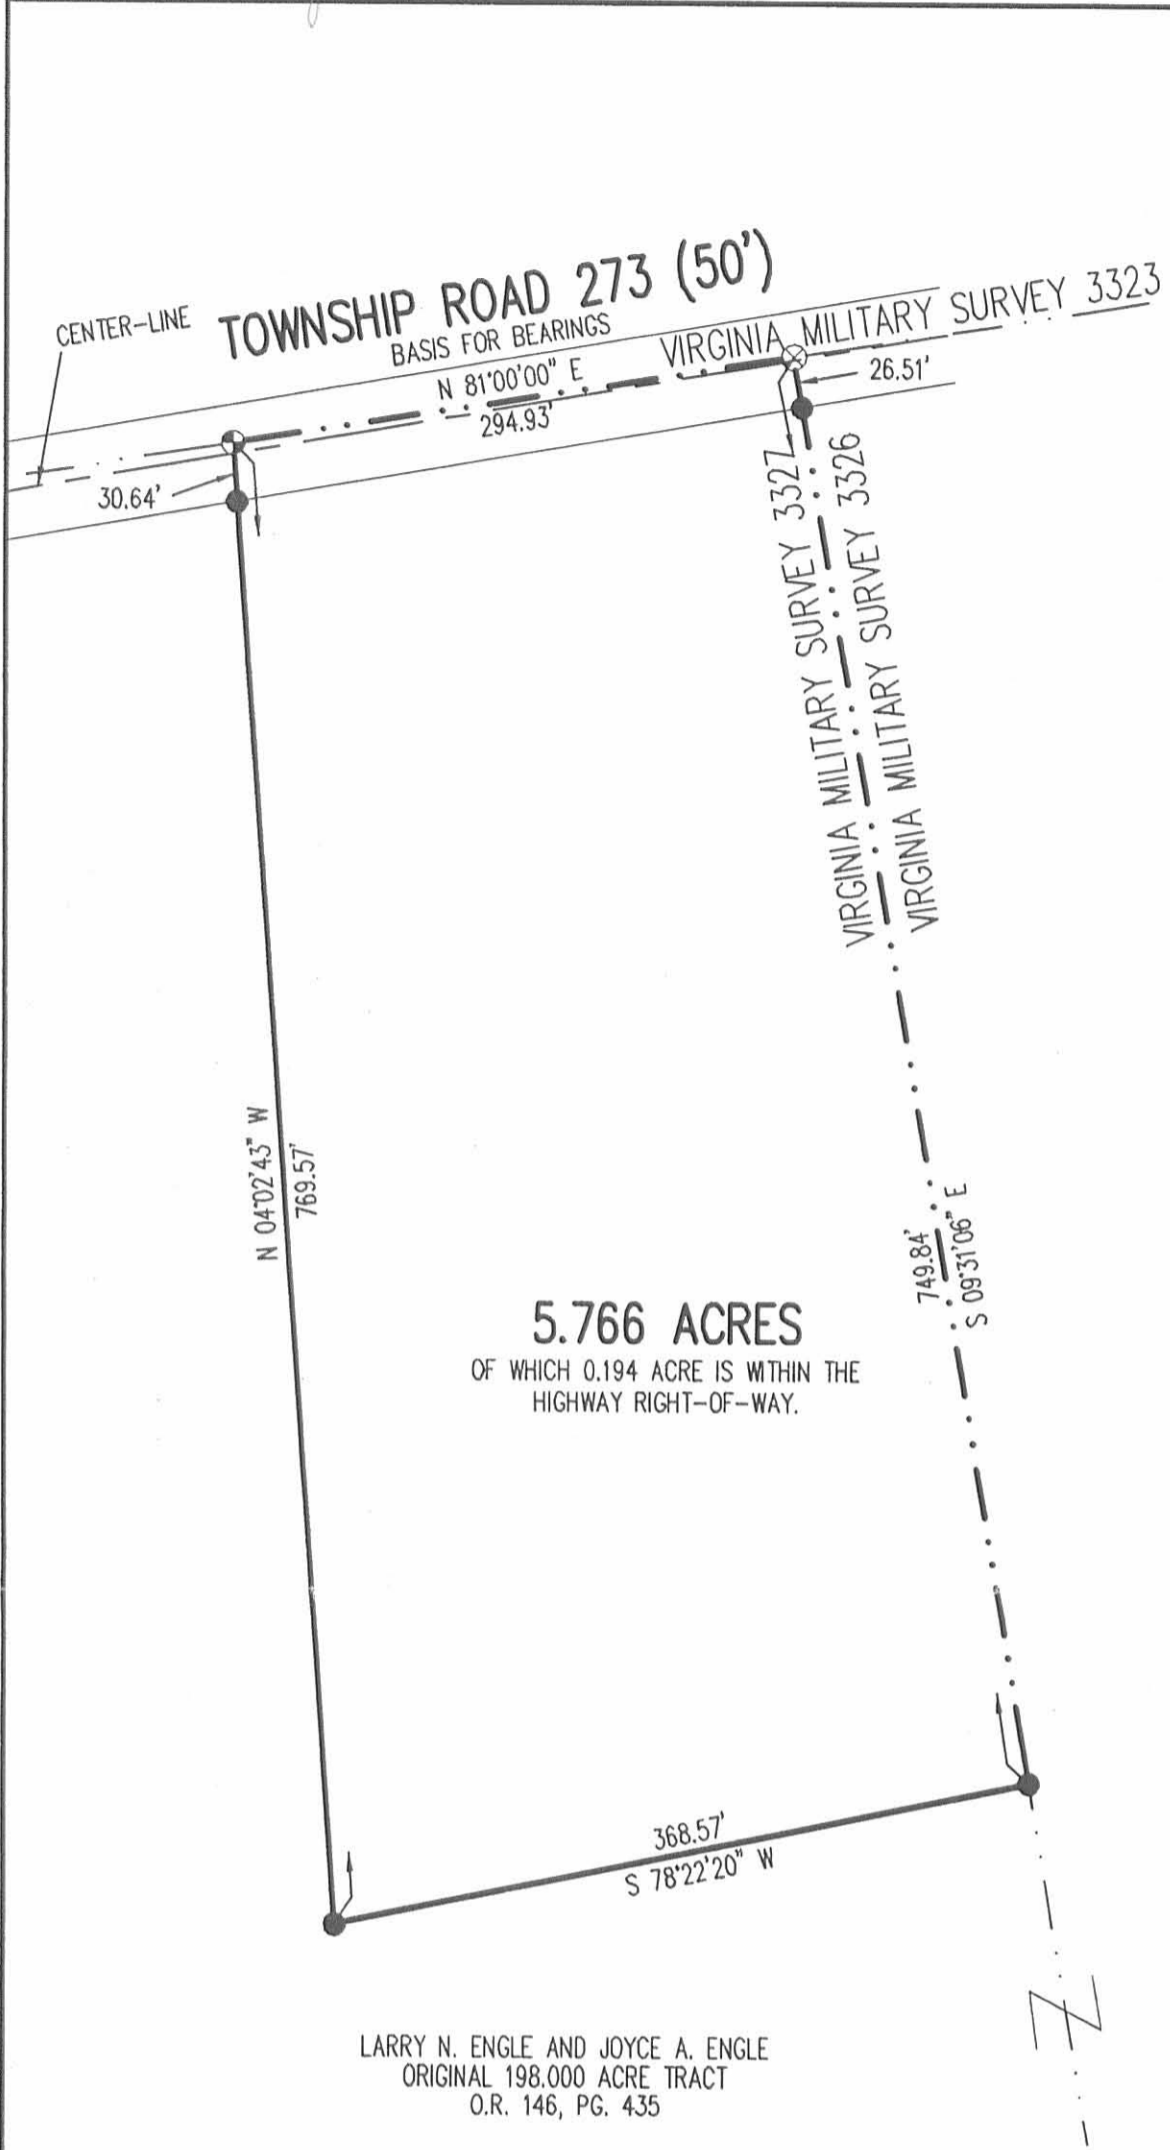 CENTER-LINE
TOWNSHIP ROAD 273 (50')
BASIS FOR BEARINGS
N 81°00'00" E
294.93'
VIRGINIA MILITARY SURVEY 3323
26.51'
30.64'
VIRGINIA MILITARY SURVEY 3327
VIRGINIA MILITARY SURVEY 3326
N 04°02'43" W
769.57'
749.84'
S 09°31'06" E
5.766 ACRES
OF WHICH 0.194 ACRE IS WITHIN THE
HIGHWAY RIGHT-OF-WAY.
368.57'
S 78°22'20" W
N
LARRY N. ENGLE AND JOYCE A. ENGLE
ORIGINAL 198.000 ACRE TRACT
O.R. 146, PG. 435